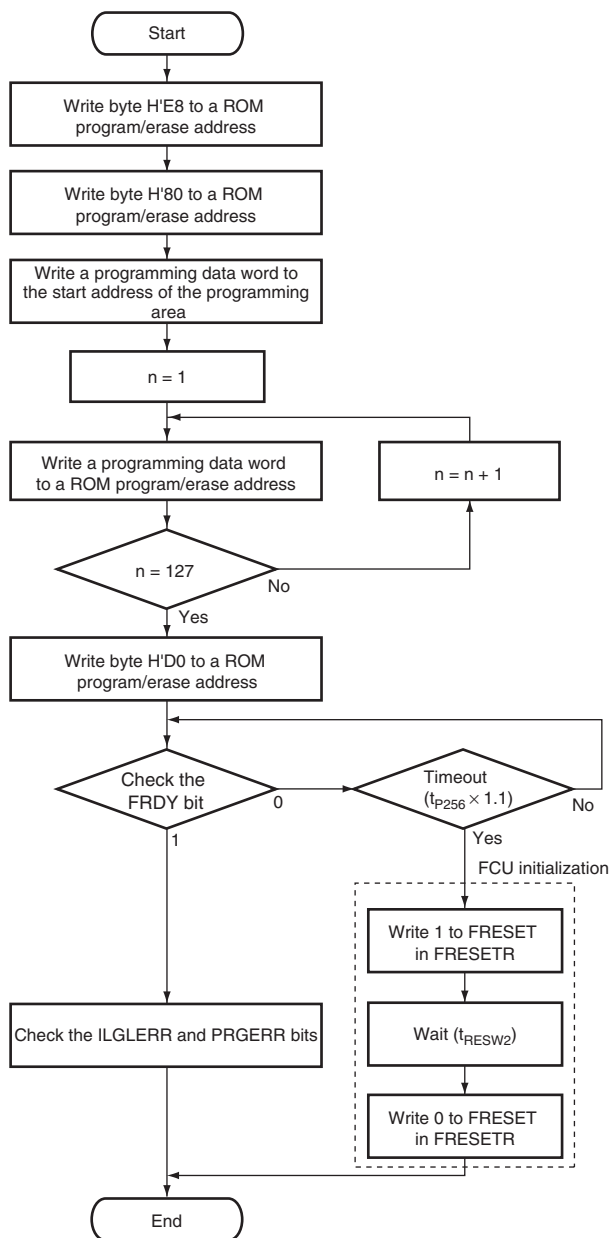 Start
Write byte H'E8 to a ROM
program/erase address
Write byte H'80 to a ROM
program/erase address
Write a programming data word to
the start address of the programming
area
n = 1
Write a programming data word
to a ROM program/erase address
n = n + 1
n = 127
No
Yes
Write byte H'D0 to a ROM
program/erase address
Check the
FRDY bit
0
1
Timeout
(tP256 × 1.1)
No
Yes
FCU initialization
Write 1 to FRESET
in FRESETR
Check the ILGLERR and PRGERR bits
Wait (tRESW2)
Write 0 to FRESET
in FRESETR
End